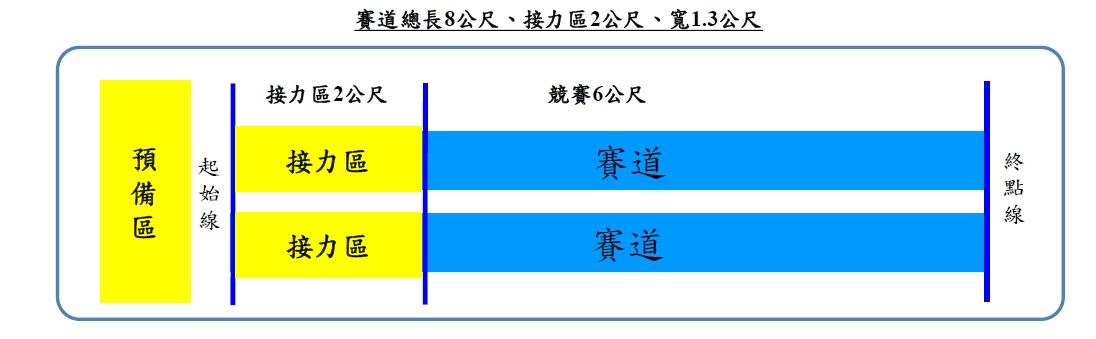 賽道總長8公尺、接力區2公尺、寬1.3公尺
接力區2公尺
競賽6公尺
預備區
起始線
接力區
賽道
接力區
賽道
終點線